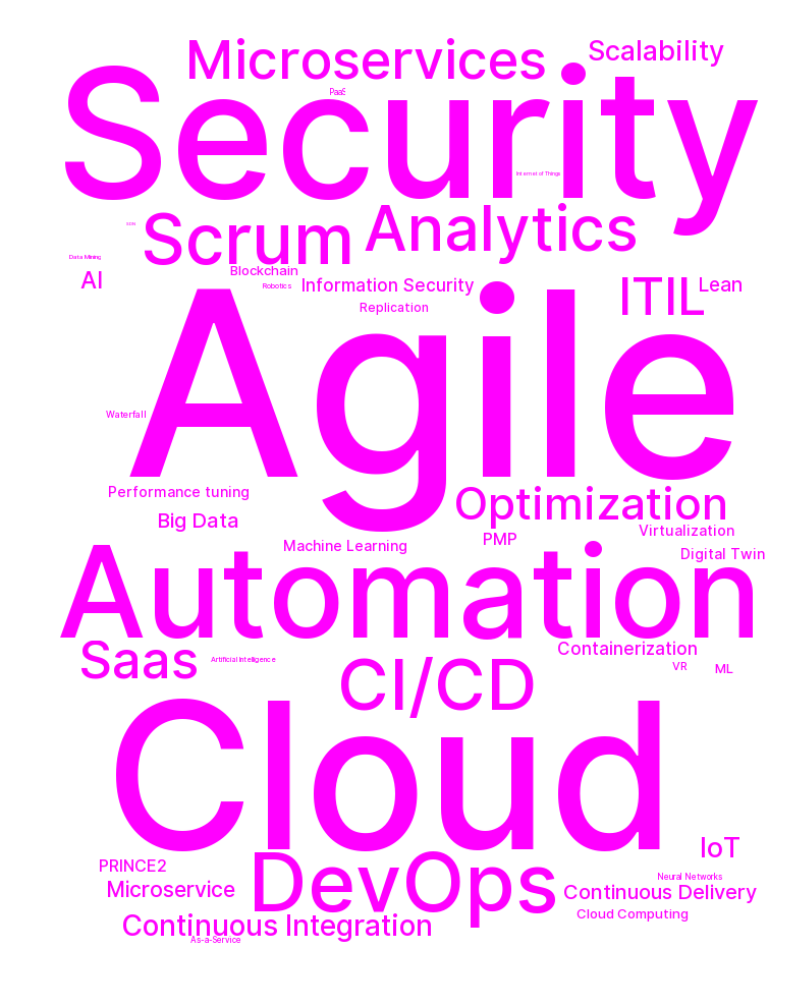 Microservices
Scalability
Security
PaaS
Internet of Things
Scrum
Analytics
Data Mining
AI
Blockchain
Robotics
Information Security
Replication
ITIL
Lean
Agile
Waterfall
Performance tuning
Optimization
Big Data
Virtualization
Machine Learning
PMP
Digital Twin
Automation
Saas
Artificial Intelligence
Containerization
CI/CD
VR
ML
Cloud
IoT
PRINCE2
DevOps
Neural Networks
Microservice
Continuous Delivery
Continuous Integration
Cloud Computing
As-a-Service